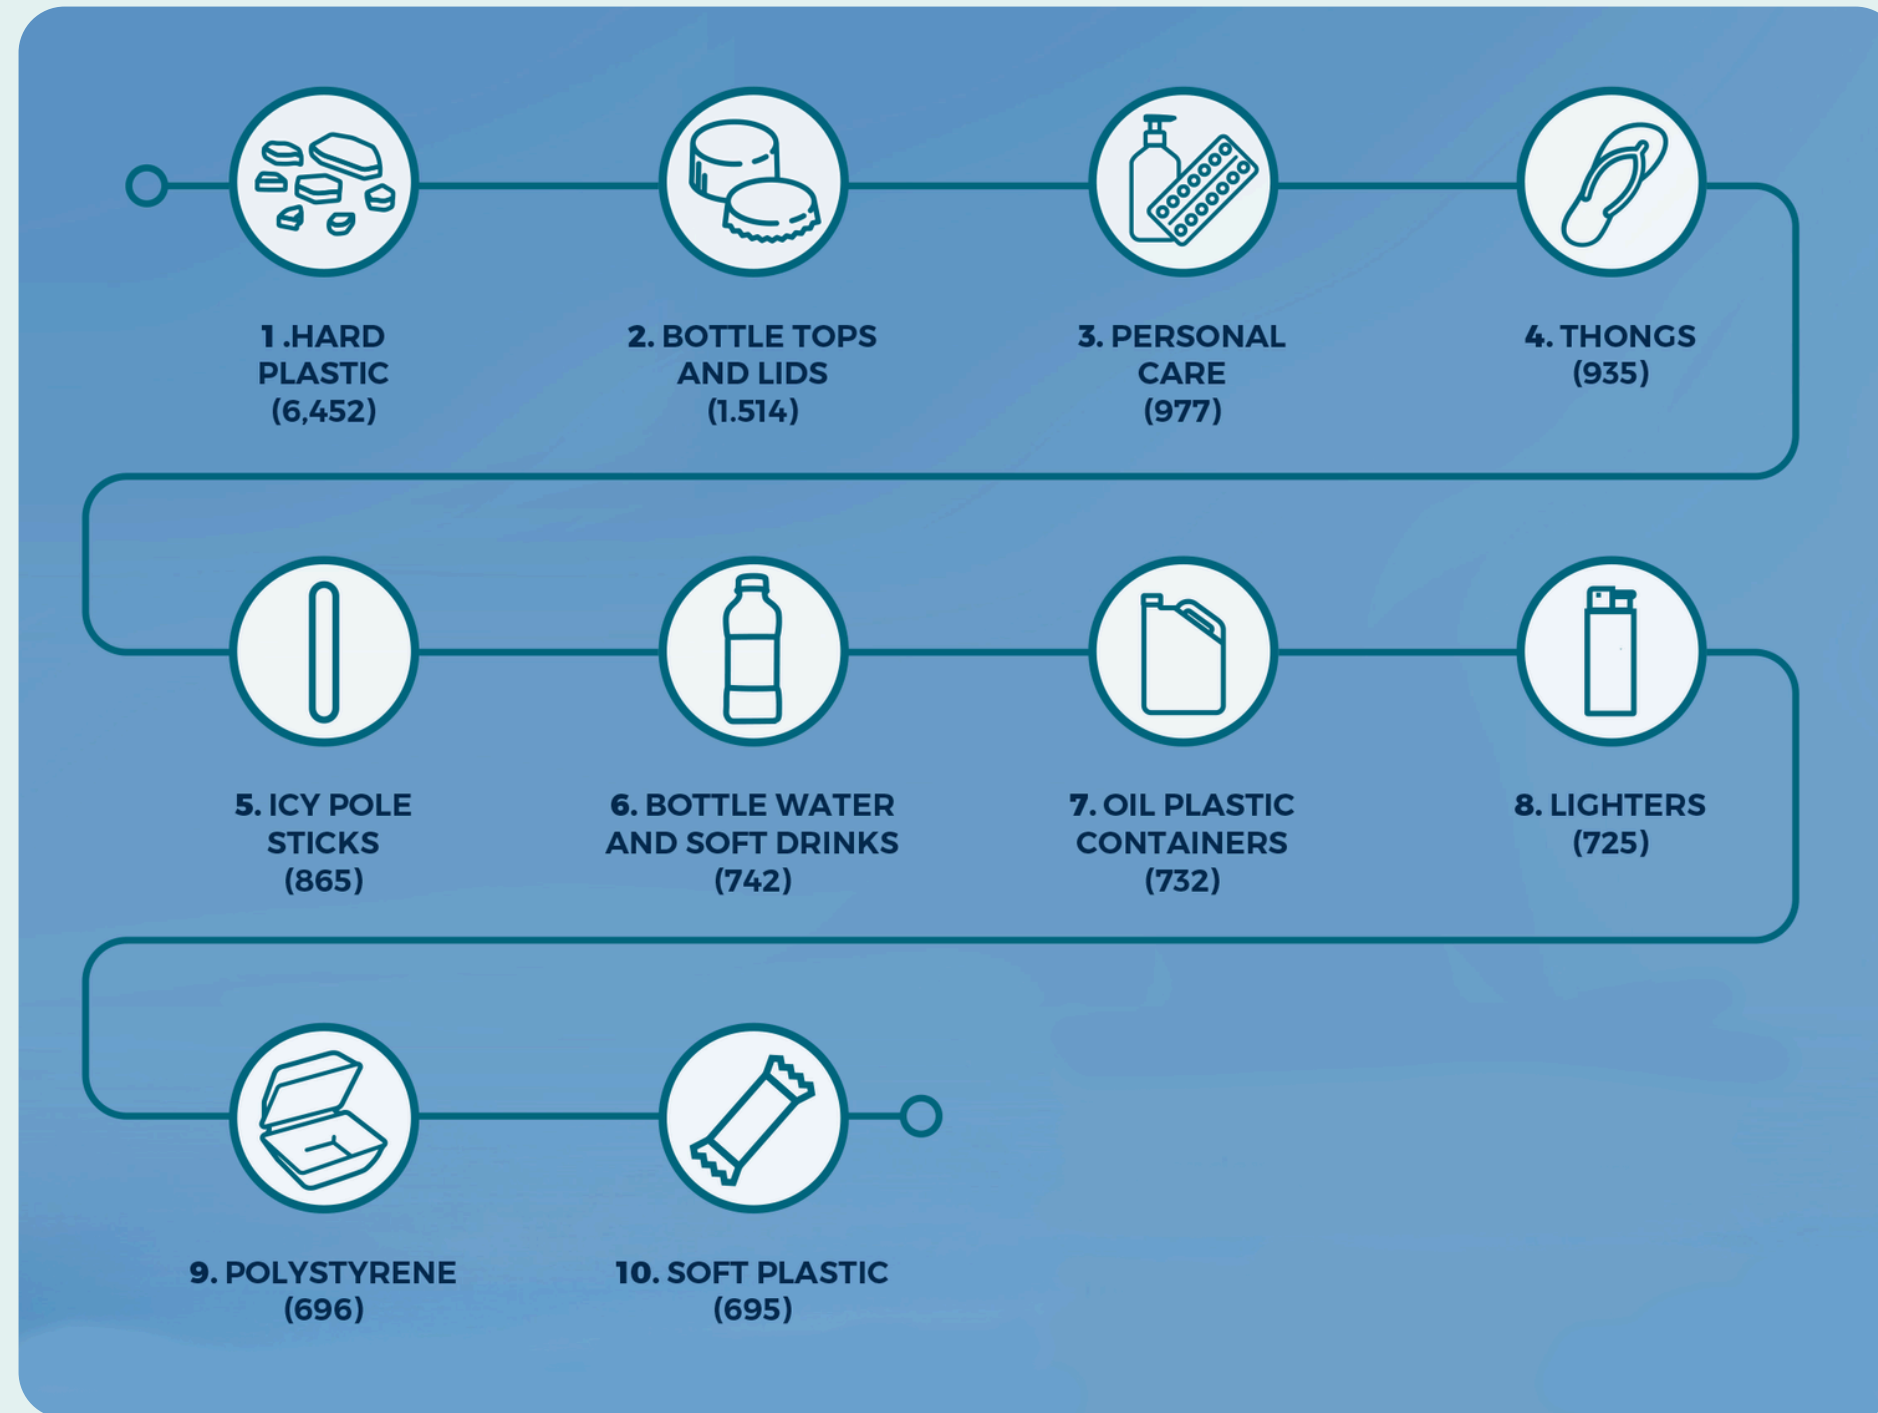 1 .HARD
PLASTIC
(6,452)
2. BOTTLE TOPS
AND LIDS
(1.514)
3. PERSONAL
CARE
(977)
4. THONGS
(935)
5. ICY POLE
STICKS
(865)
6. BOTTLE WATER
AND SOFT DRINKS
(742)
7. OIL PLASTIC
CONTAINERS
(732)
8. LIGHTERS
(725)
9. POLYSTYRENE
(696)
10. SOFT PLASTIC
(695)